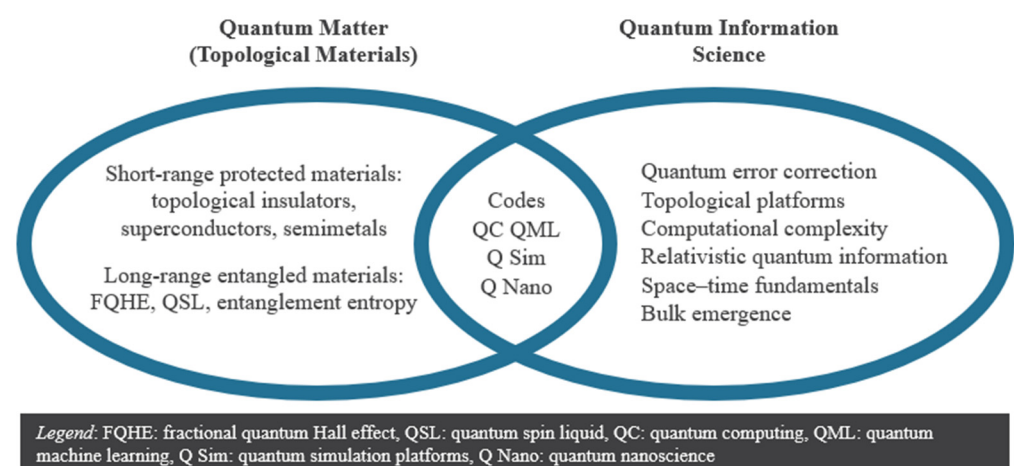 Quantum Matter
(Topological Materials)
Quantum Information
Science
Short-range protected materials:
topological insulators,
superconductors, semimetals
Long-range entangled materials:
FQHE, QSL, entanglement entropy
Codes
QC QML
Q Sim
Q Nano
Quantum error correction
Topological platforms
Computational complexity
Relativistic quantum information
Space–time fundamentals
Bulk emergence
Legend: FQHE: fractional quantum Hall effect, QSL: quantum spin liquid, QC: quantum computing, QML: quantum
machine learning, Q Sim: quantum simulation platforms, Q Nano: quantum nanoscience